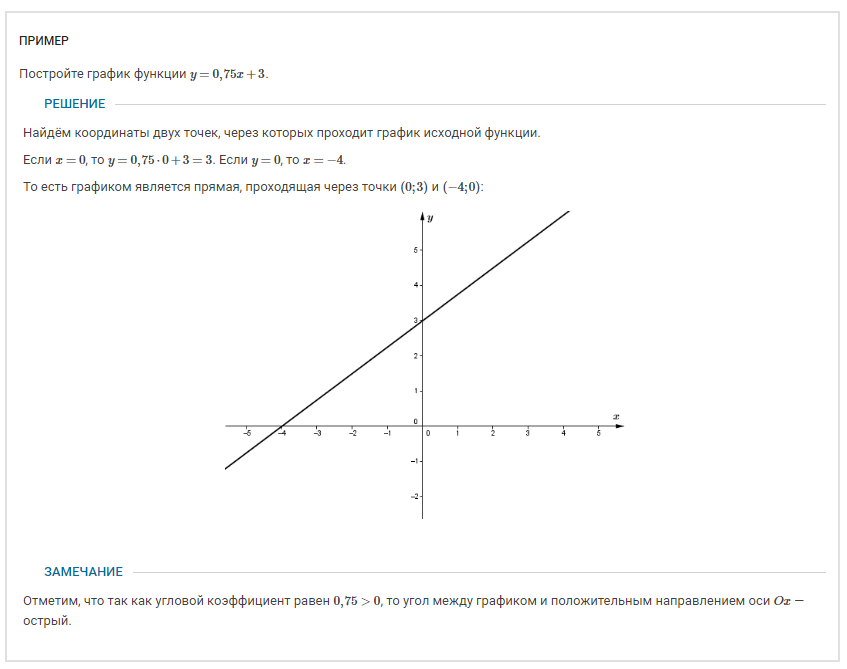 ПРИМЕР
Постройте график функции y = 0,75x + 3.
РЕШЕНИЕ
Найдём координаты двух точек, через которых проходит график исходной функции.
Если x = 0, то y = 0,75 · 0 + 3 = 3. Если y = 0, то x = −4.
То есть графиком является прямая, проходящая через точки (0; 3) и (−4; 0):
y
5
4
3
2
1
0
x
−5 −4 −3 −2 −1 0 1 2 3 4 5
−1
−2
ЗАМЕЧАНИЕ
Отметим, что так как угловой коэффициент равен 0,75 > 0, то угол между графиком и положительным направлением оси Ox —
острый.